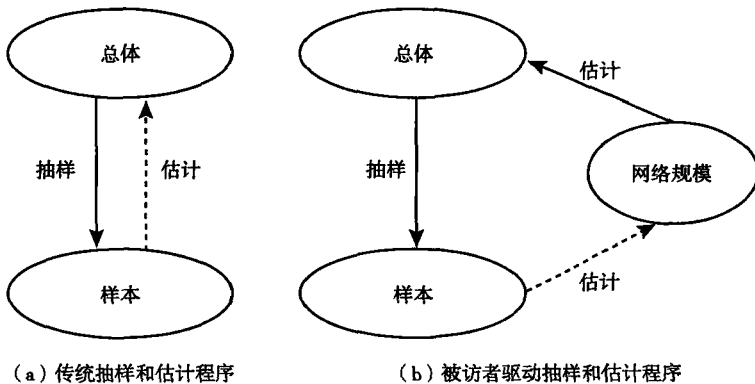 总体
抽样
估计
样本
(a)传统抽样和估计程序
总体
估计
网络规模
抽样
估计
样本
(b)被访者驱动抽样和估计程序